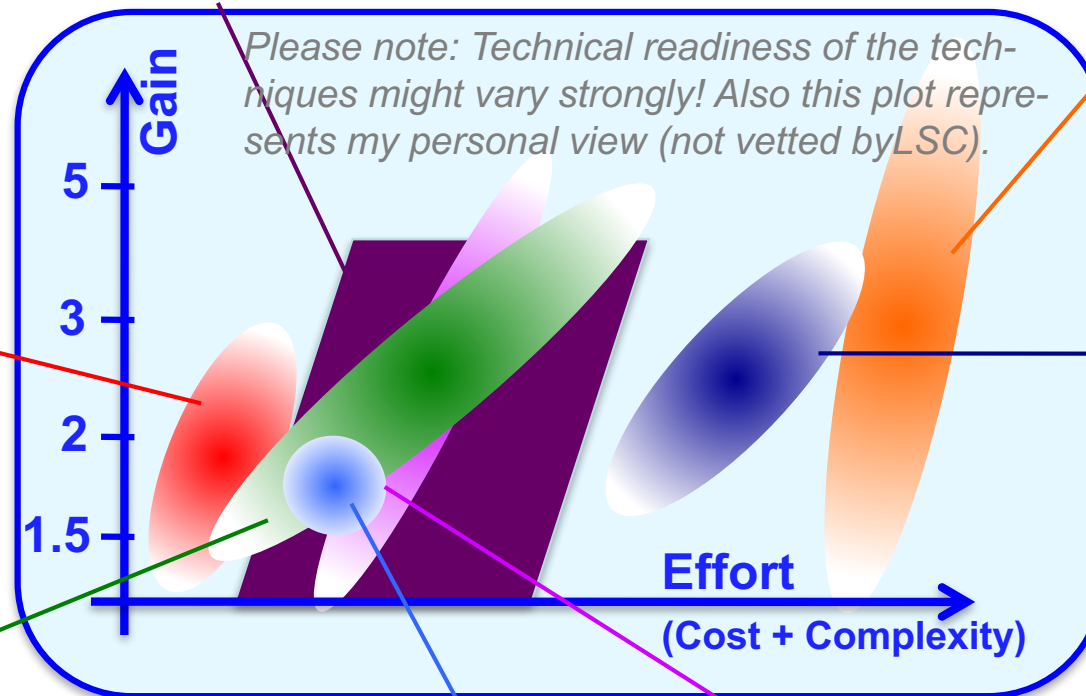 Please note: Technical readiness of the tech-
niques might vary strongly! Also this plot repre-
sents my personal view (not vetted byLSC).
Gain
5
3
2
1.5
Effort
(Cost + Complexity)